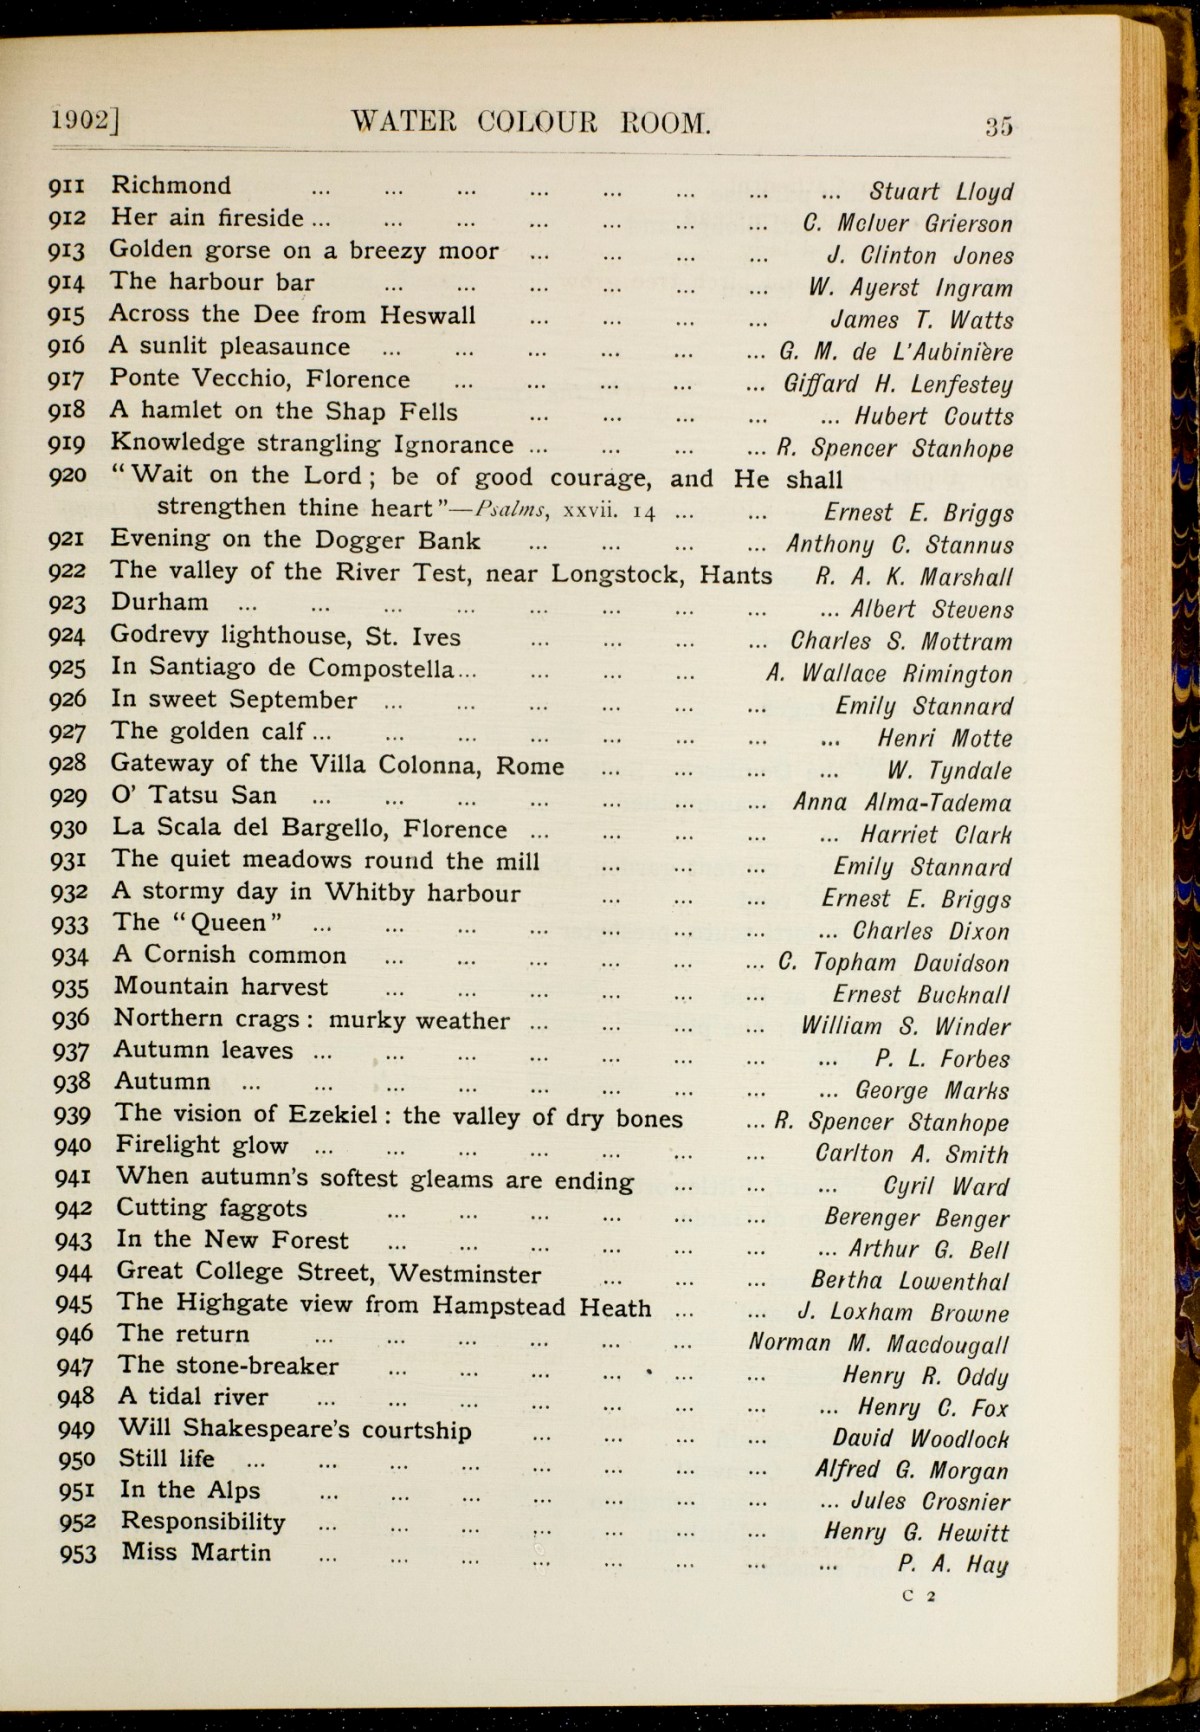 1902] WATER COLOUR ROOM. 35
911 Richmond ... ... ... ... ... ... ... ... Stuart Lloyd
912 Her ain fireside ... ... ... ... ... ... ... C. McIver Grierson
913 Golden gorse on a breezy moor ... ... ... ... J. Clinton Jones
914 The harbour bar ... ... ... ... ... ... W. Ayerst Ingram
915 Across the Dee from Heswall ... ... ... ... James T. Watts
916 A sunlit pleasaunce ... ... ... ... ... ... G. M. de L'Aubinière
917 Ponte Vecchio, Florence ... ... ... ... ... Giffard H. Lenfestey
918 A hamlet on the Shap Fells ... ... ... ... ... Hubert Coutts
919 Knowledge strangling Ignorance ... ... ... ... R. Spencer Stanhope
920 "Wait on the Lord; be of good courage, and He shall
strengthen thine heart"—Psalms, xxvii. 14 ... ... Ernest E. Briggs
921 Evening on the Dogger Bank ... ... ... ... Anthony C. Stannus
922 The valley of the River Test, near Longstock, Hants R. A. K. Marshall
923 Durham ... ... ... ... ... ... ... ... ... Albert Stevens
924 Godrevy lighthouse, St. Ives ... ... ... ... Charles S. Mottram
925 In Santiago de Compostella ... ... ... ... A. Wallace Rimington
926 In sweet September ... ... ... ... ... ... Emily Stannard
927 The golden calf ... ... ... ... ... ... ... ... Henri Motte
928 Gateway of the Villa Colonna, Rome ... ... ... ... W. Tyndale
929 O' Tatsu San ... ... ... ... ... ... ... Anna Alma-Tadema
930 La Scala del Bargello, Florence ... ... ... ... ... Harriet Clark
931 The quiet meadows round the mill ... ... ... Emily Stannard
932 A stormy day in Whitby harbour ... ... ... Ernest E. Briggs
933 The "Queen" ... ... ... ... ... ... ... ... Charles Dixon
934 A Cornish common ... ... ... ... ... ... C. Topham Davidson
935 Mountain harvest ... ... ... ... ... ... Ernest Bucknall
936 Northern crags: murky weather ... ... ... ... William S. Winder
937 Autumn leaves ... ... ... ... ... ... ... ... P. L. Forbes
938 Autumn ... ... ... ... ... ... ... ... ... George Marks
939 The vision of Ezekiel: the valley of dry bones ... R. Spencer Stanhope
940 Firelight glow ... ... ... ... ... ... ... Carlton A. Smith
941 When autumn's softest gleams are ending ... ... ... Cyril Ward
942 Cutting faggots ... ... ... ... ... ... Berenger Benger
943 In the New Forest ... ... ... ... ... ... ... Arthur G. Bell
944 Great College Street, Westminster ... ... ... Bertha Lowenthal
945 The Highgate view from Hampstead Heath ... ... J. Loxham Browne
946 The return ... ... ... ... ... ... Norman M. Macdougall
947 The stone-breaker ... ... ... ... ... ... Henry R. Oddy
948 A tidal river ... ... ... ... ... ... ... ... Henry C. Fox
949 Will Shakespeare's courtship ... ... ... ... David Woodlock
950 Still life ... ... ... ... ... ... ... ... Alfred G. Morgan
951 In the Alps ... ... ... ... ... ... ... ... Jules Crosnier
952 Responsibility ... ... ... ... ... ... ... Henry G. Hewitt
953 Miss Martin ... ... ... ... ... ... ... ... P. A. Hay
C 2